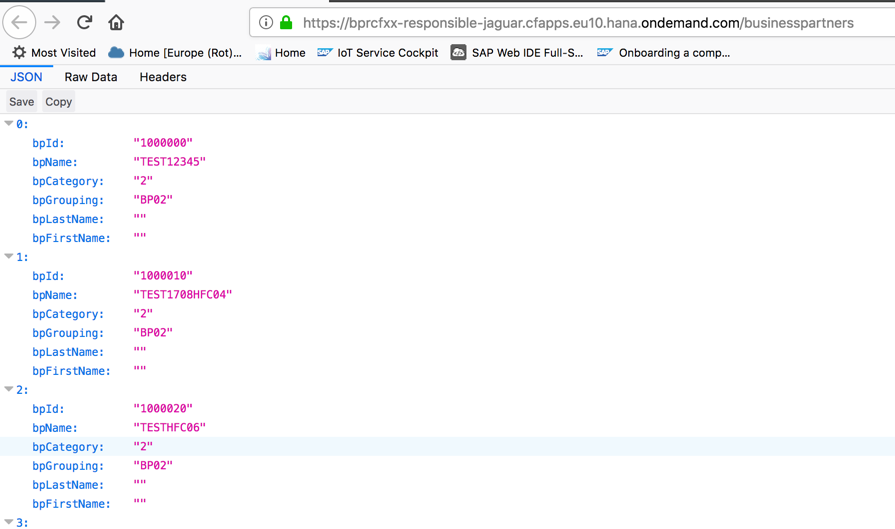 https://bprcfxx-responsible-jaguar.cfapps.eu10.hana.ondemand.com/businesspartners
Most Visited Home [Europe (Rot)... Home SAP IoT Service Cockpit SAP Web IDE Full-S... SAP Onboarding a comp...
JSON Raw Data Headers
Save Copy
0:
bpId: "1000000"
bpName: "TEST12345"
bpCategory: "2"
bpGrouping: "BP02"
bpLastName: ""
bpFirstName: ""
1:
bpId: "1000010"
bpName: "TEST1708HFC04"
bpCategory: "2"
bpGrouping: "BP02"
bpLastName: ""
bpFirstName: ""
2:
bpId: "1000020"
bpName: "TESTHFC06"
bpCategory: "2"
bpGrouping: "BP02"
bpLastName: ""
bpFirstName: ""
3: